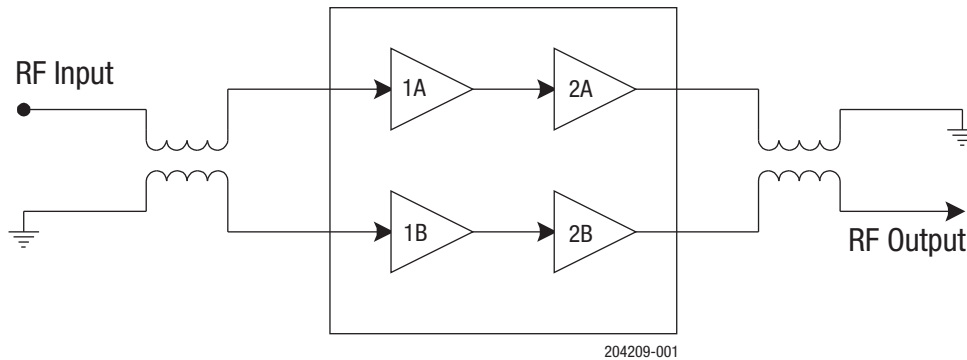 RF Input
1A
2A
1B
2B
RF Output
204209-001